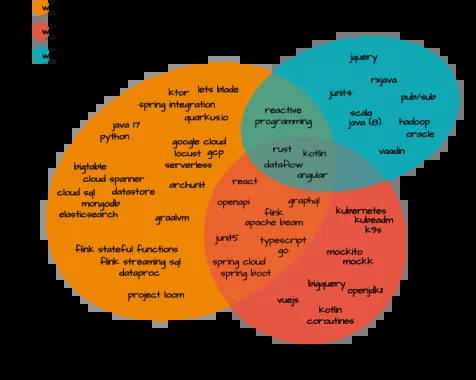 w
w
w
jquery
rxjava
junit4
pub/sub
scala
java (8)
hadoop
oracle
vaadin
reactive
programming
rust
kotlin
dataflow
angular
ktor
lets blade
spring integration
quarkus.io
java 17
python
google cloud
locust gcp
serverless
bigtable
cloud spanner
archunit
cloud sql
datastore
mongodb
elasticsearch
graalvm
flink stateful functions
flink streaming sql
dataproc
project loom
react
openapi
graphql
flink
apache beam
junit5
typescript
go
spring cloud
spring boot
kubernetes
kubeadm
k9s
mockito
mockk
bigquery
openjdk11
vuejs
kotlin
coroutines